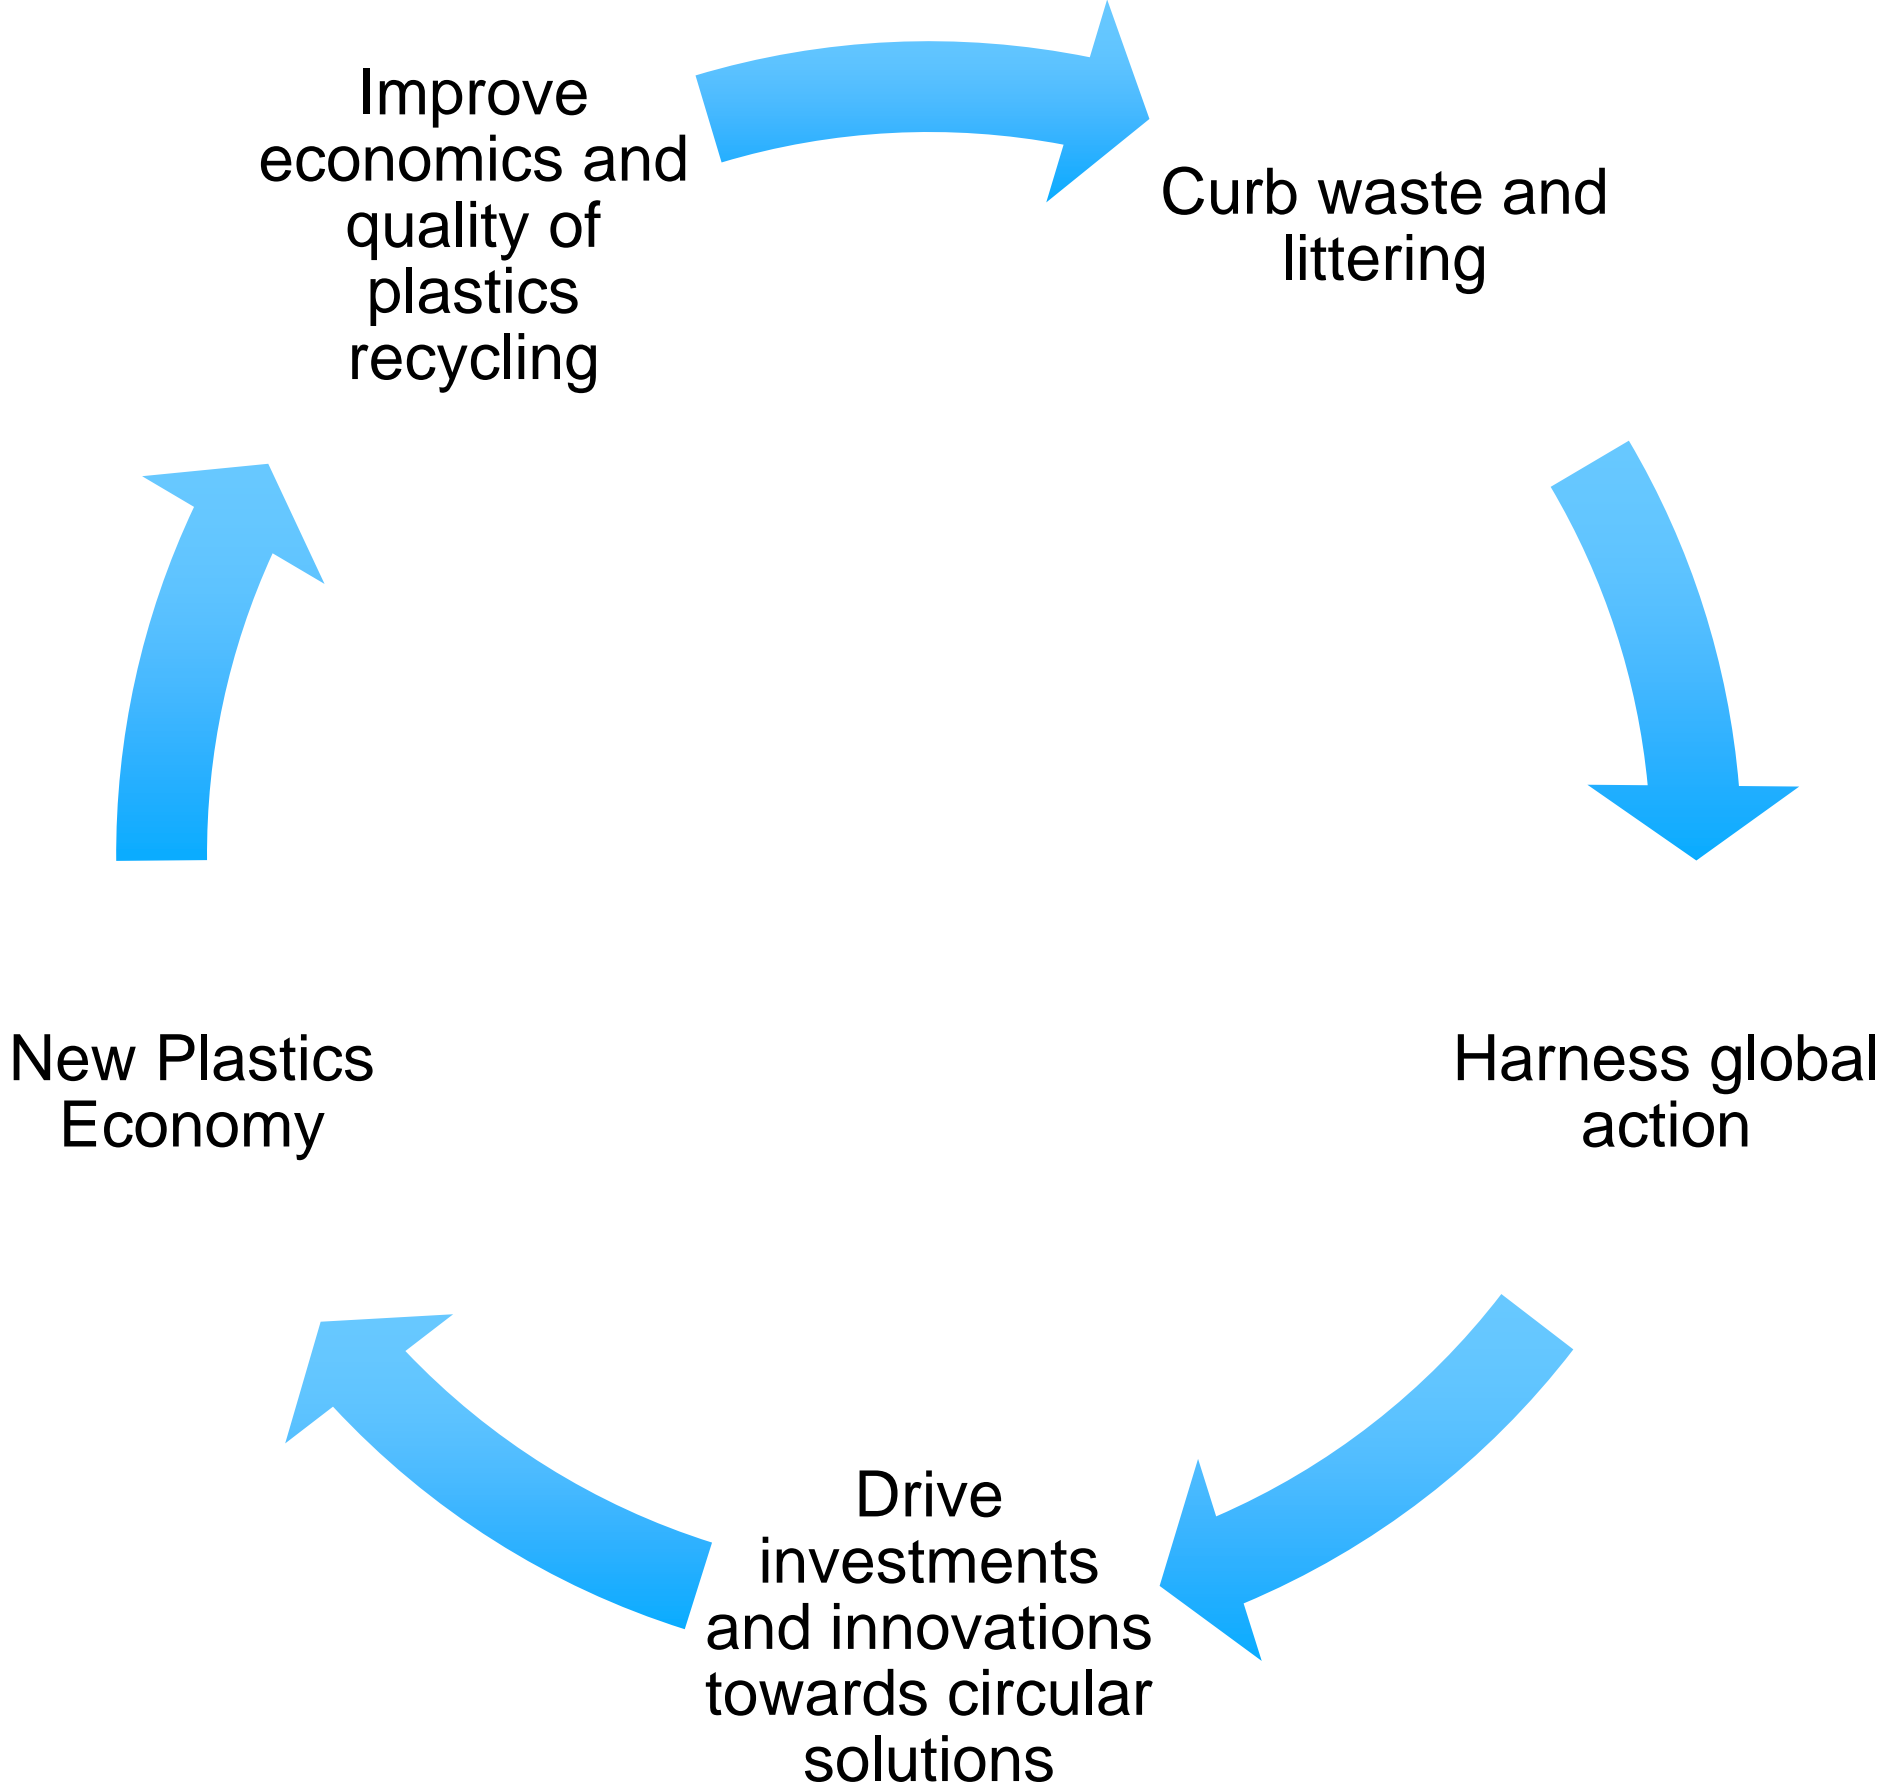 Improve
economics and
quality of
plastics
recycling
Curb waste and
littering
Harness global
action
Drive
investments
and innovations
towards circular
solutions
New Plastics
Economy